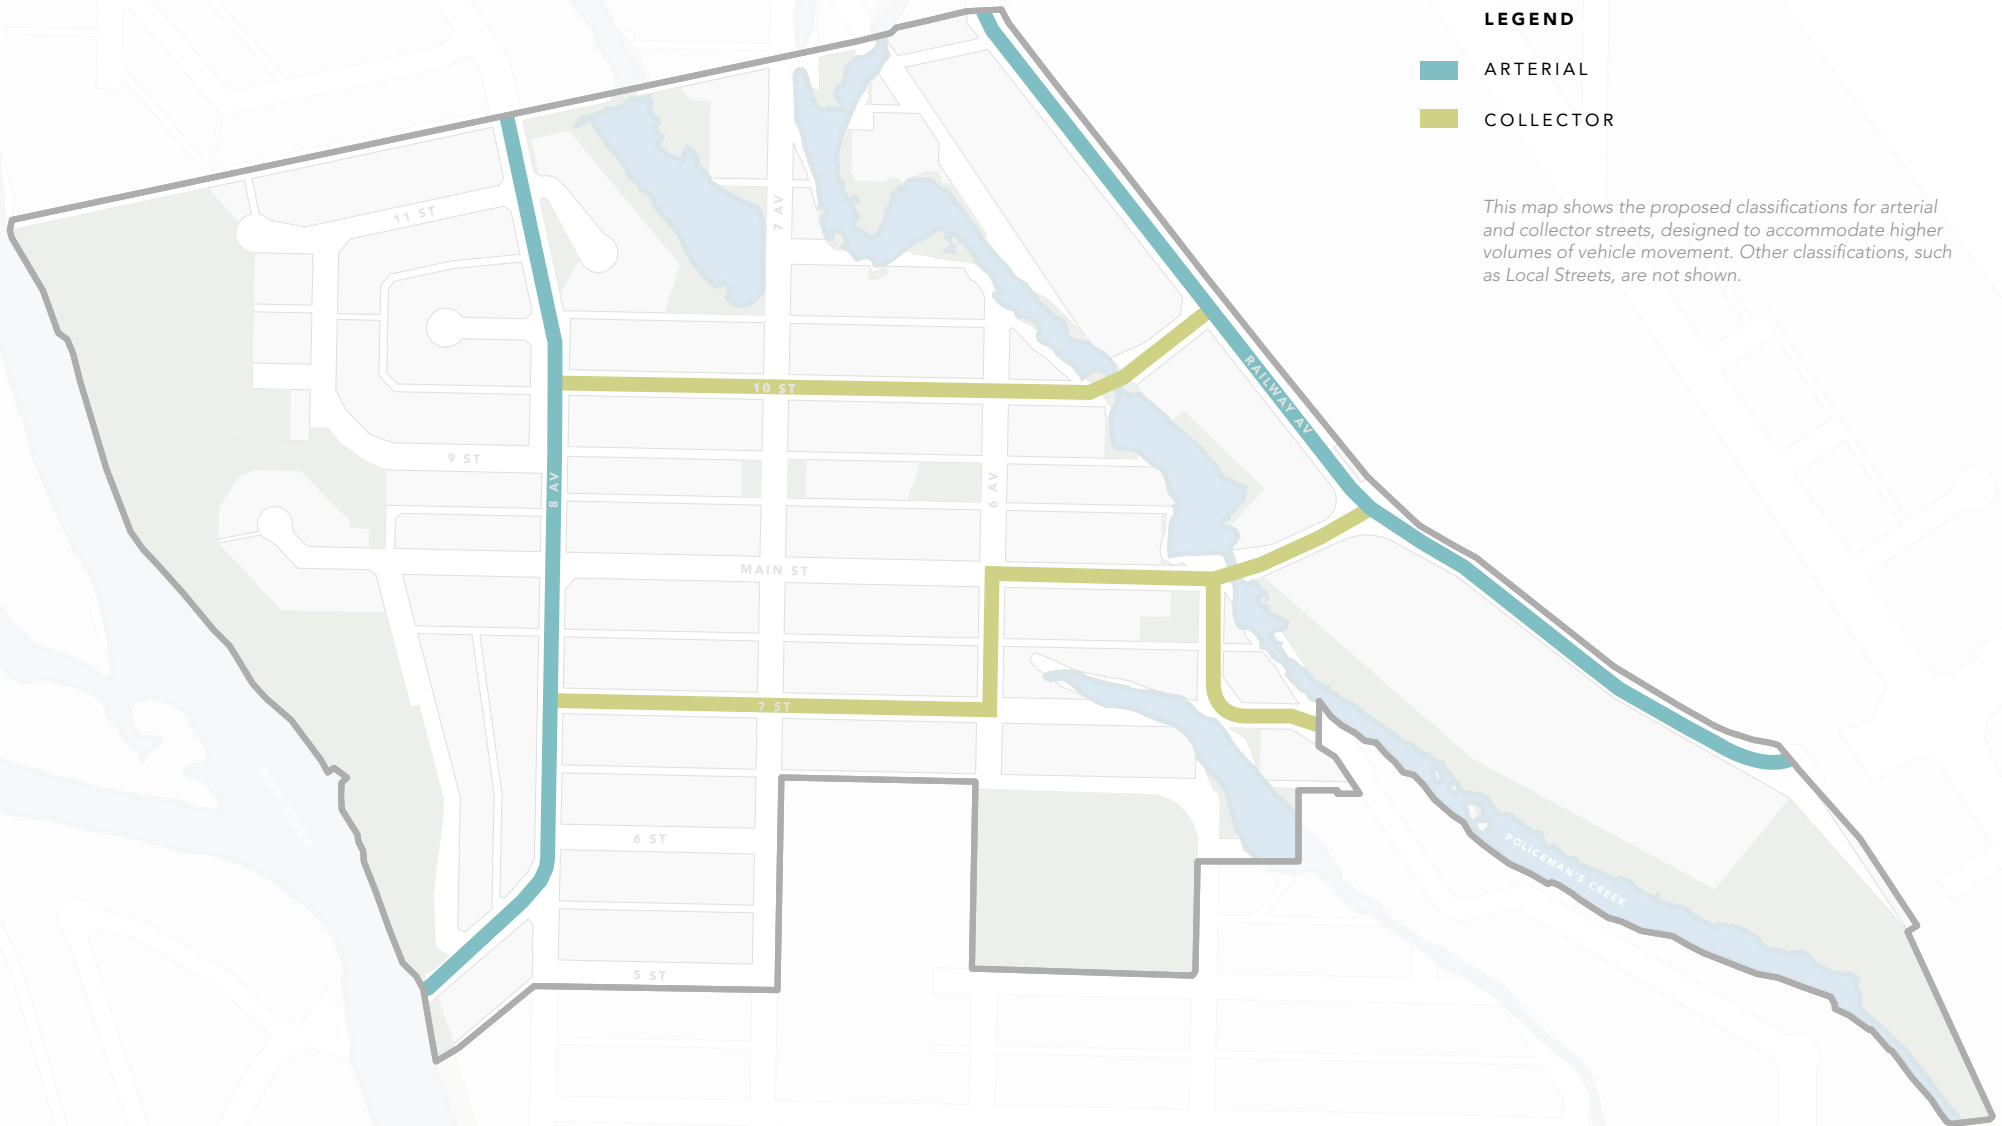 LEGEND
ARTERIAL
COLLECTOR
This map shows the proposed classifications for arterial
and collector streets, designed to accommodate higher
volumes of vehicle movement. Other classifications, such
as Local Streets, are not shown.
11 ST
7 AV
10 ST
RAILWAY AV
9 ST
8 AV
6 AV
MAIN ST
7 ST
BOW RIVER
6 ST
POLICEMAN'S CREEK
5 ST